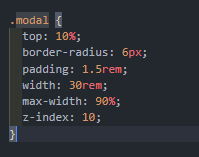 .modal {
  top: 10%;
  border-radius: 6px;
  padding: 1.5rem;
  width: 30rem;
  max-width: 90%;
  z-index: 10;
}